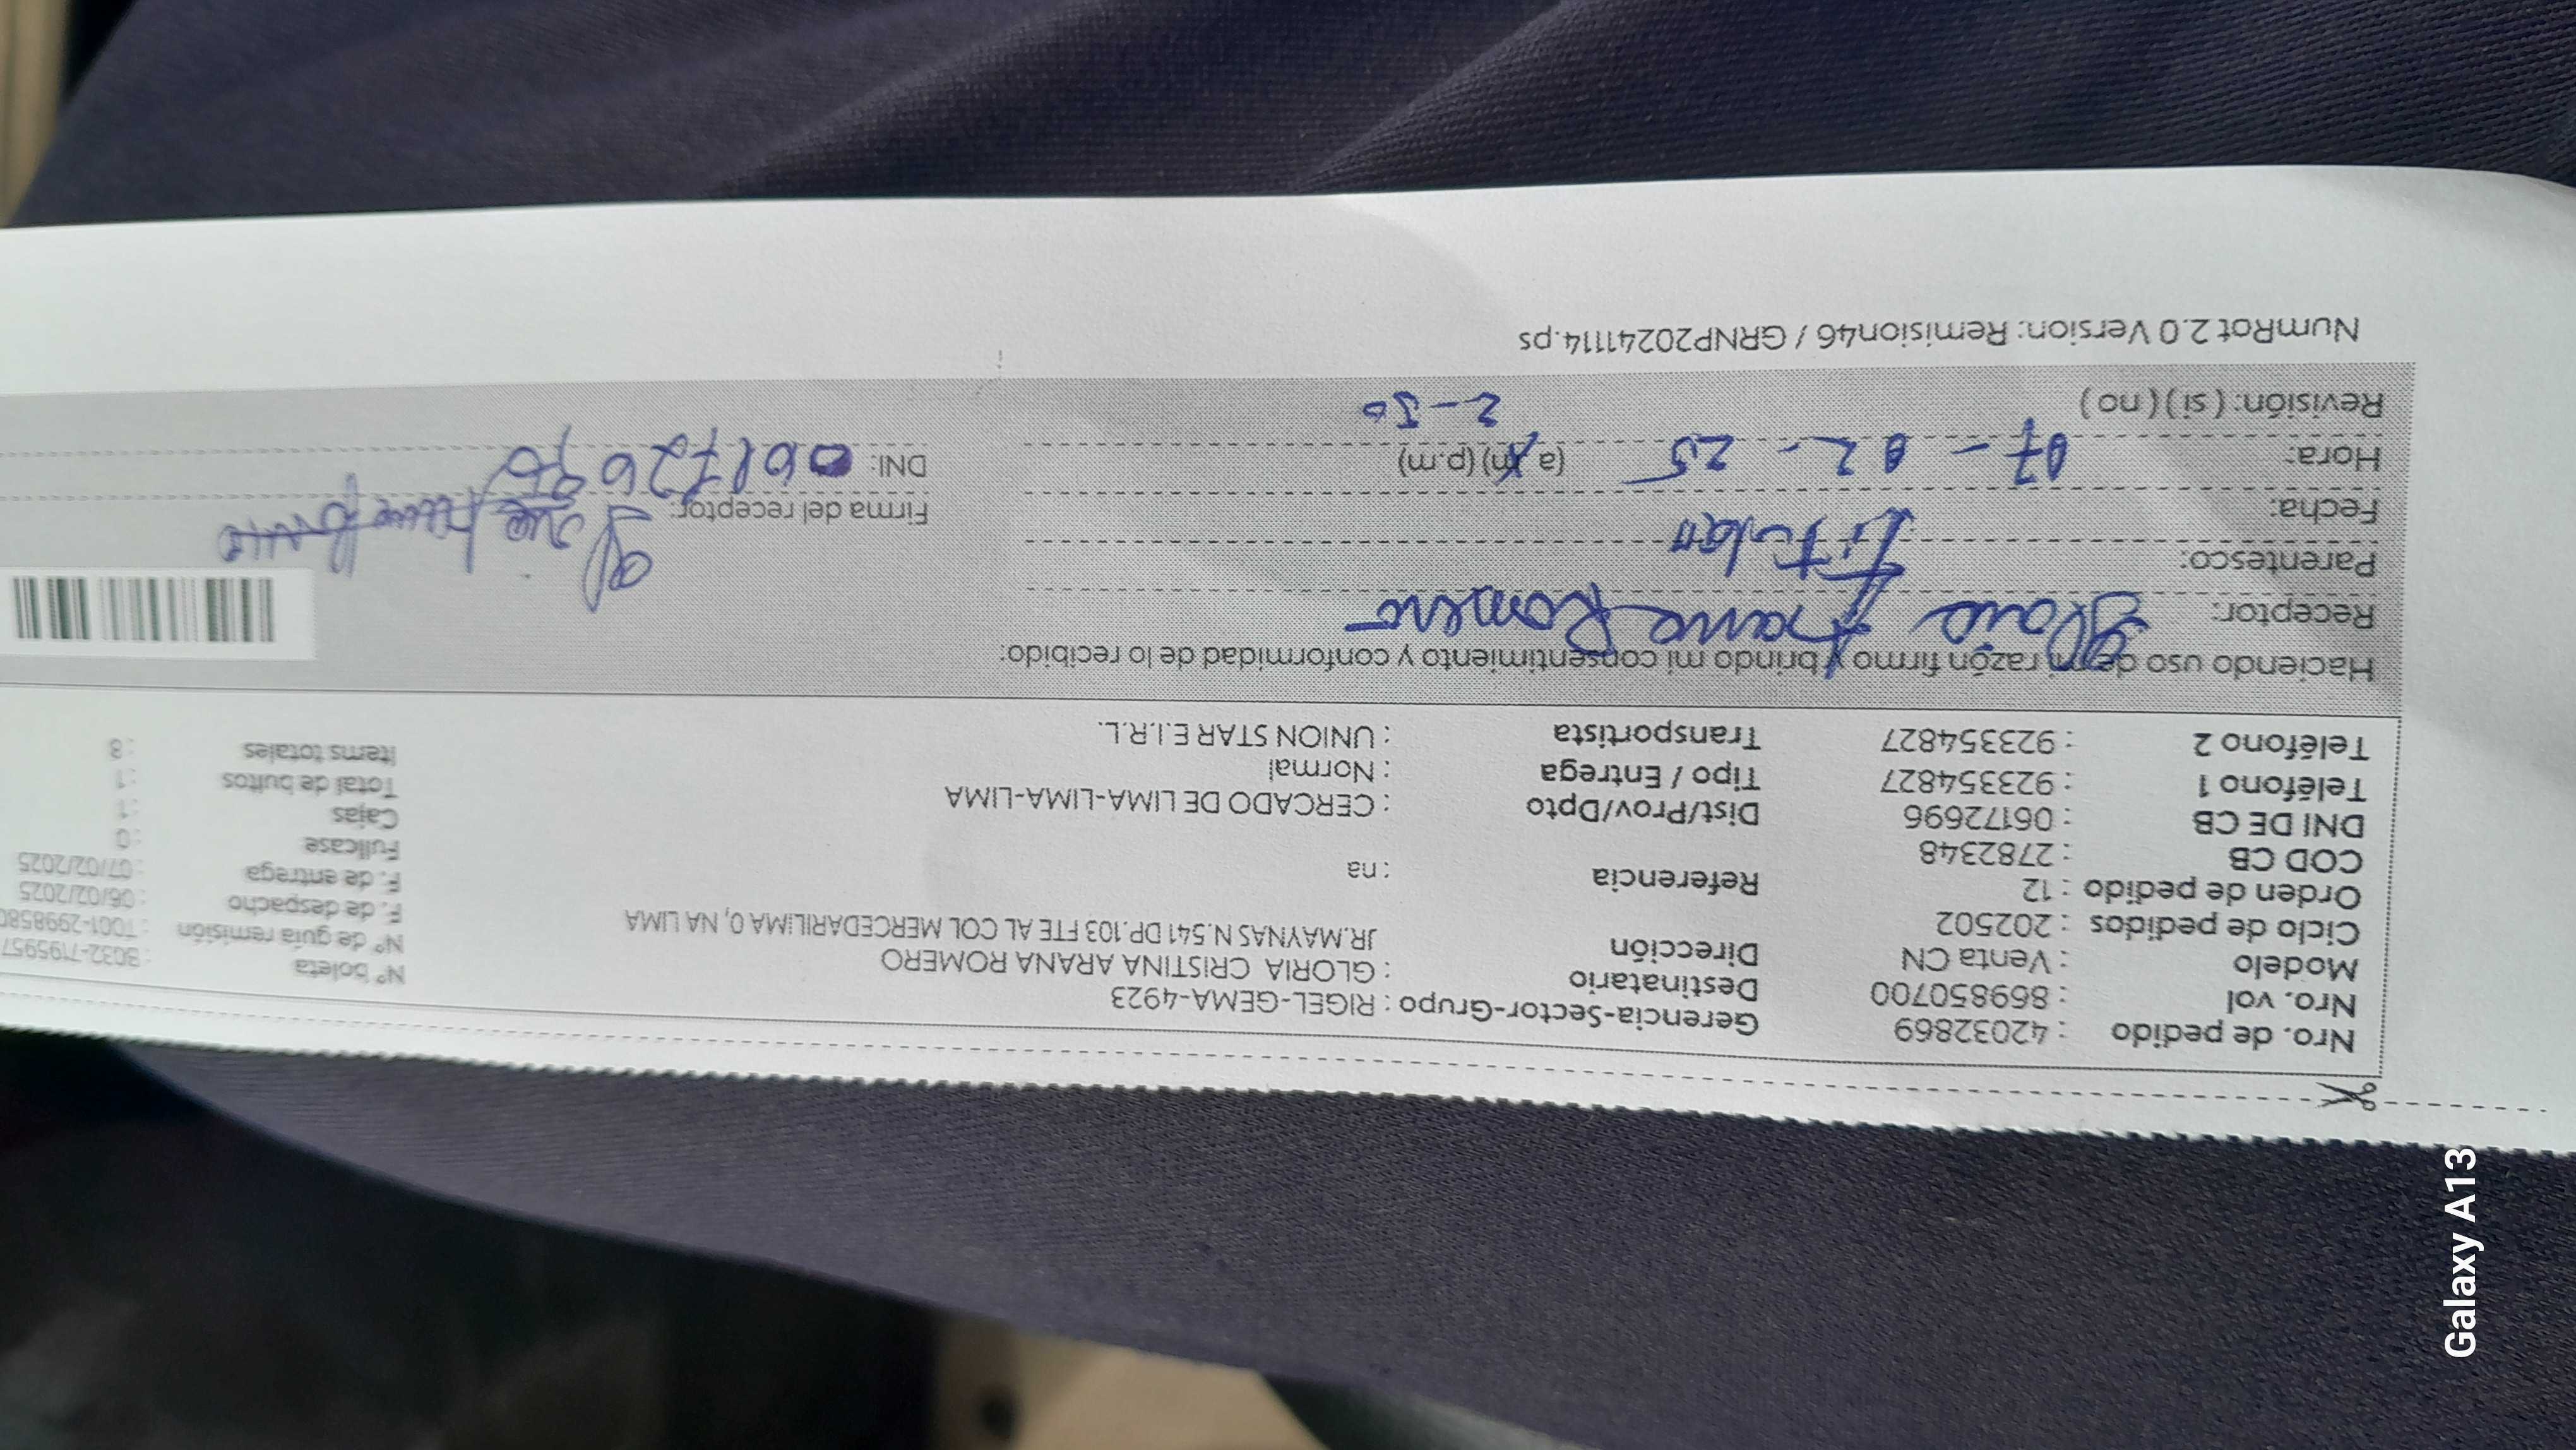 Nro. de pedido : 42032869
Nro. vol : 869850700
Modelo : Venta CN
Ciclo de pedidos : 202502
Orden de pedido : 12
COD CB : 2782348
DNI DE CB : 06172696
Teléfono 1 : 923354827
Teléfono 2 : 923354827
Gerencia-Sector-Grupo : RIGEL-GEMA-4923
Destinatario : GLORIA CRISTINA ARANA ROMERO
Dirección JR.MAYNAS N.541 DP.103 FTE AL COL MERCEDARILIMA 0, NA LIMA
Referencia : na
Dist/Prov/Dpto : CERCADO DE LIMA-LIMA-LIMA
Tipo / Entrega : Normal
Transportista : UNION STAR E.I.R.L.
N° boleta : B032-7195957
N° de guía remisión : T001-2998580
F. de despacho : 06/02/2025
F. de entrega : 07/02/2025
Fullcase : 0
Cajas : 1
Total de bultos : 1
Items totales : 8
Haciendo uso de mi razón firmo y brindo mi consentimiento y conformidad de lo recibido:
Receptor: Arana Romero
Parentesco: Titular
Fecha: 07-02-25
Hora: (a.m) (p.m) 2-50
Revisión: (si) (no)
Firma del receptor:
DNI: 06172696
NumRot 2.0 Version: Remision46 / GRNP20241114.ps
Galaxy A13